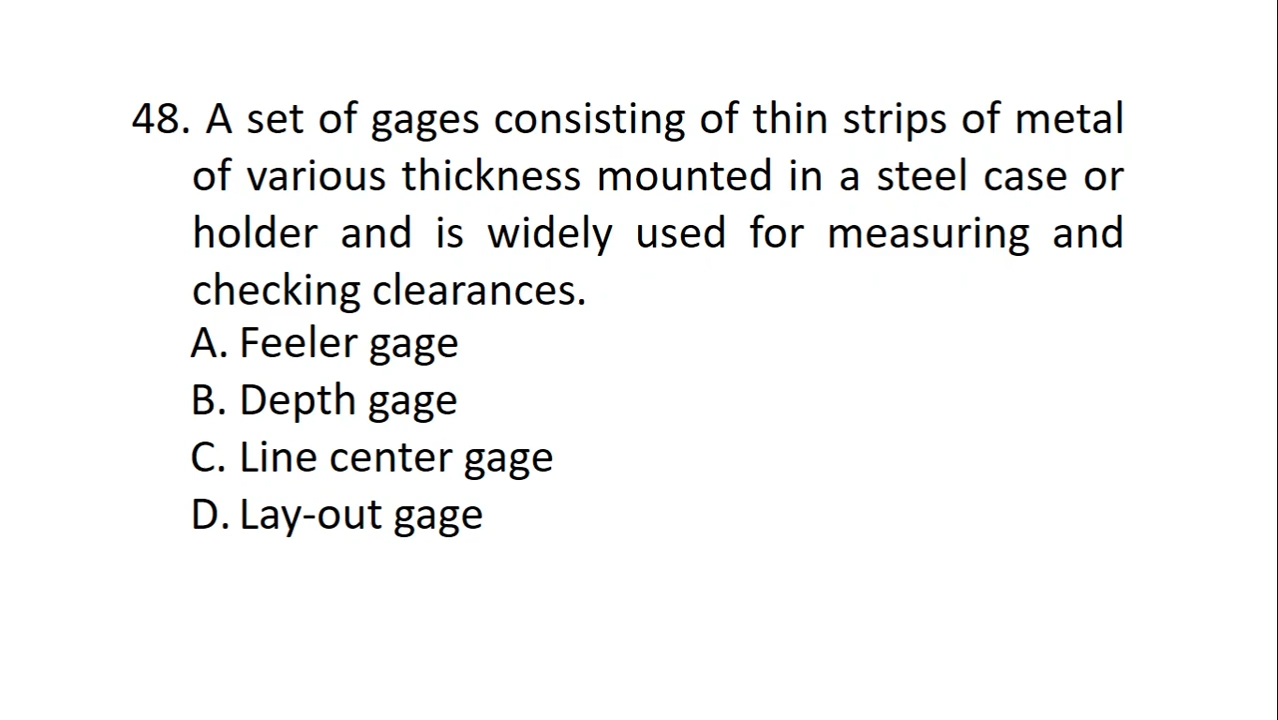 48. A set of gages consisting of thin strips of metal
of various thickness mounted in a steel case or
holder and is widely used for measuring and
checking clearances.
A. Feeler gage
B. Depth gage
C. Line center gage
D. Lay-out gage